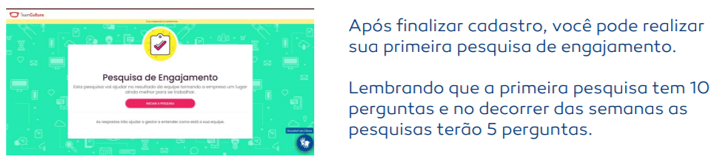 TeamCulture
Pesquisa de Engajamento
Esta pesquisa vai ajudar no resultado da equipe tornando a empresa um lugar
ainda melhor para se trabalhar.
INICIAR A PESQUISA
As respostas irão ajudar o gestor a entender como está a sua equipe.
Após finalizar cadastro, você pode realizar
sua primeira pesquisa de engajamento.
Lembrando que a primeira pesquisa tem 10
perguntas e no decorrer das semanas as
pesquisas terão 5 perguntas.